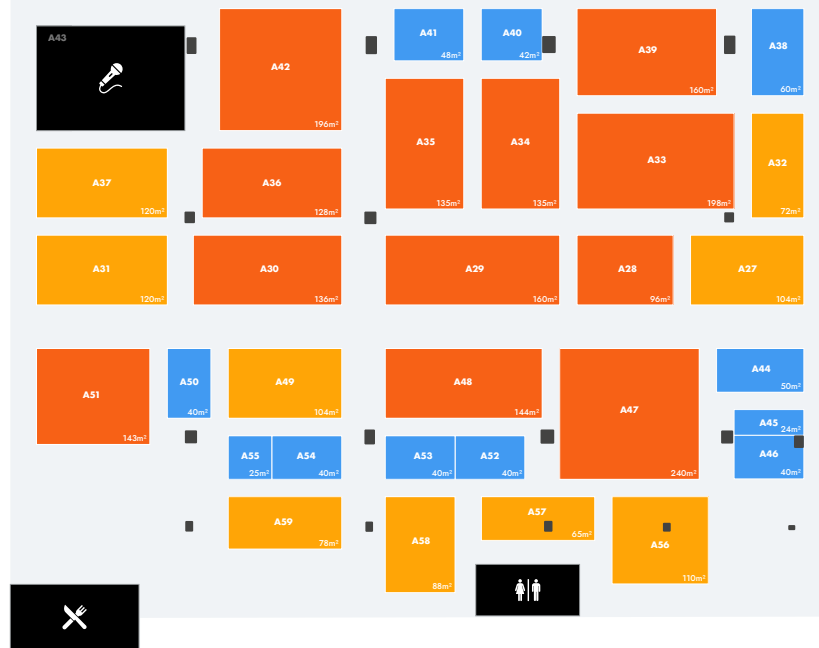 A43
A42
196m²
A41
48m²
A40
42m²
A39
160m²
A38
60m²
A37
120m²
A36
128m²
A35
135m²
A34
135m²
A33
198m²
A32
72m²
A31
120m²
A30
136m²
A29
160m²
A28
96m²
A27
104m²
A51
143m²
A50
40m²
A49
104m²
A48
144m²
A47
240m²
A44
50m²
A45
24m²
A46
40m²
A55
25m²
A54
40m²
A53
40m²
A52
40m²
A59
78m²
A58
88m²
A57
65m²
A56
110m²